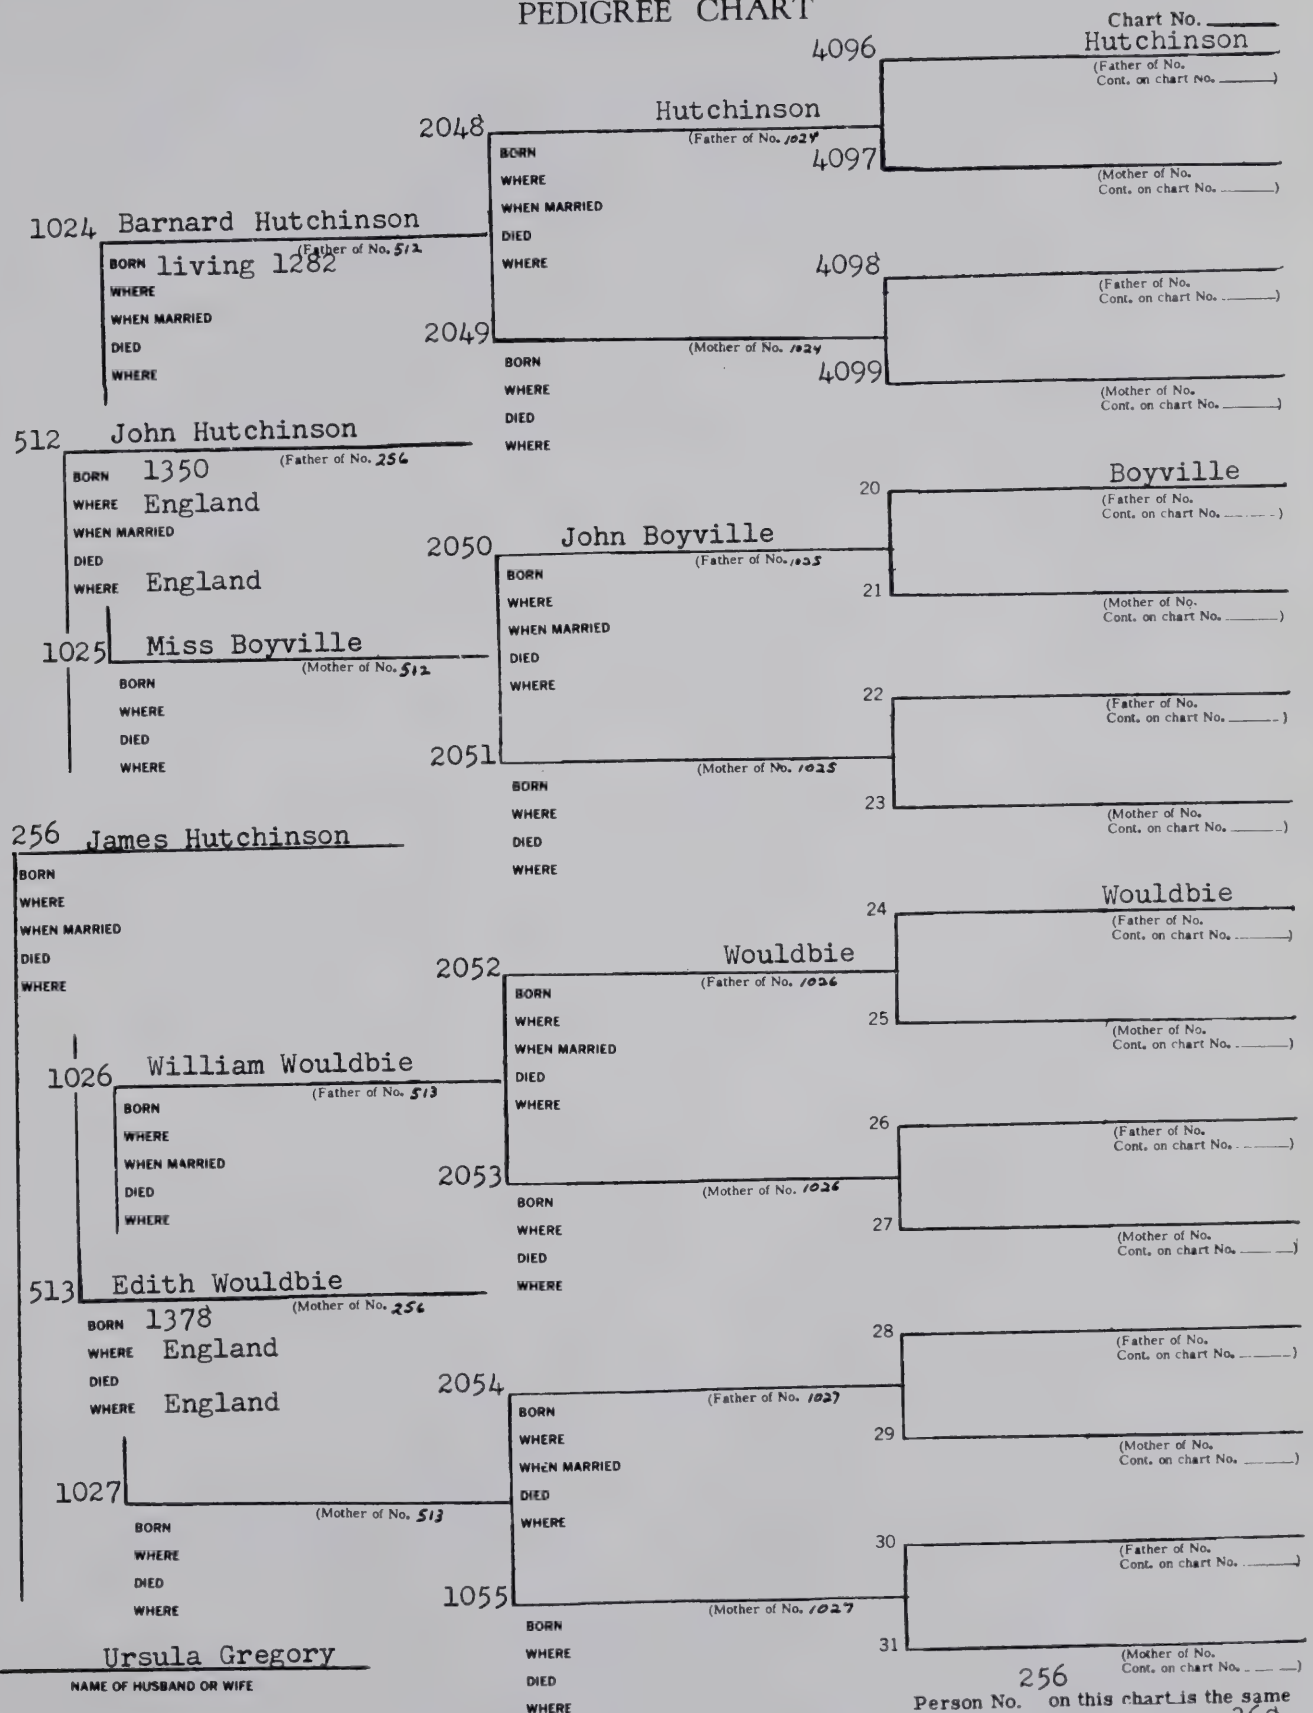 PEDIGREE CHART
Chart No.
4096 Hutchinson
(Father of No.
Cont. on chart No. )
2048 Hutchinson
(Father of No. 1024
BORN
WHERE
WHEN MARRIED
DIED
WHERE
4097
(Mother of No.
Cont. on chart No. )
1024 Barnard Hutchinson
(Father of No. 512
BORN living 1282
WHERE
WHEN MARRIED
DIED
WHERE
4098
(Father of No.
Cont. on chart No. )
2049
(Mother of No. 1024
BORN
WHERE
DIED
WHERE
4099
(Mother of No.
Cont. on chart No. )
512 John Hutchinson
(Father of No. 256
BORN 1350
WHERE England
WHEN MARRIED
DIED
WHERE England
20 Boyville
(Father of No.
Cont. on chart No. )
2050 John Boyville
(Father of No. 1025
BORN
WHERE
WHEN MARRIED
DIED
WHERE
21
(Mother of No.
Cont. on chart No. )
1025 Miss Boyville
(Mother of No. 512
BORN
WHERE
DIED
WHERE
22
(Father of No.
Cont. on chart No. )
2051
(Mother of No. 1025
BORN
WHERE
DIED
WHERE
23
(Mother of No.
Cont. on chart No. )
256 James Hutchinson
BORN
WHERE
WHEN MARRIED
DIED
WHERE
24 Wouldbie
(Father of No.
Cont. on chart No. )
2052 Wouldbie
(Father of No. 1026
BORN
WHERE
WHEN MARRIED
DIED
WHERE
25
(Mother of No.
Cont. on chart No. )
1026 William Wouldbie
(Father of No. 513
BORN
WHERE
WHEN MARRIED
DIED
WHERE
26
(Father of No.
Cont. on chart No. )
2053
(Mother of No. 1026
BORN
WHERE
DIED
WHERE
27
(Mother of No.
Cont. on chart No. )
513 Edith Wouldbie
(Mother of No. 256
BORN 1378
WHERE England
DIED
WHERE England
28
(Father of No.
Cont. on chart No. )
2054
(Father of No. 1027
BORN
WHERE
WHEN MARRIED
DIED
WHERE
29
(Mother of No.
Cont. on chart No. )
1027
(Mother of No. 513
BORN
WHERE
DIED
WHERE
30
(Father of No.
Cont. on chart No. )
1055
(Mother of No. 1027
BORN
WHERE
DIED
WHERE
31
(Mother of No.
Cont. on chart No. )
Ursula Gregory
NAME OF HUSBAND OR WIFE
256
Person No. on this chart is the same